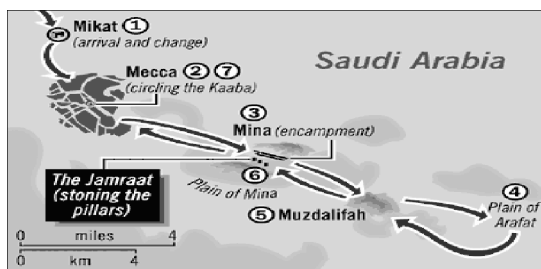 Mikat ①
(arrival and change)
Saudi Arabia
Mecca ② ⑦
(circling the Kaaba)
③
Mina (encampment)
The Jamraat
(stoning the
pillars)
⑥
Plain of Mina
⑤ Muzdalifah
④
Plain of
Arafat
0 miles 4
0 km 4